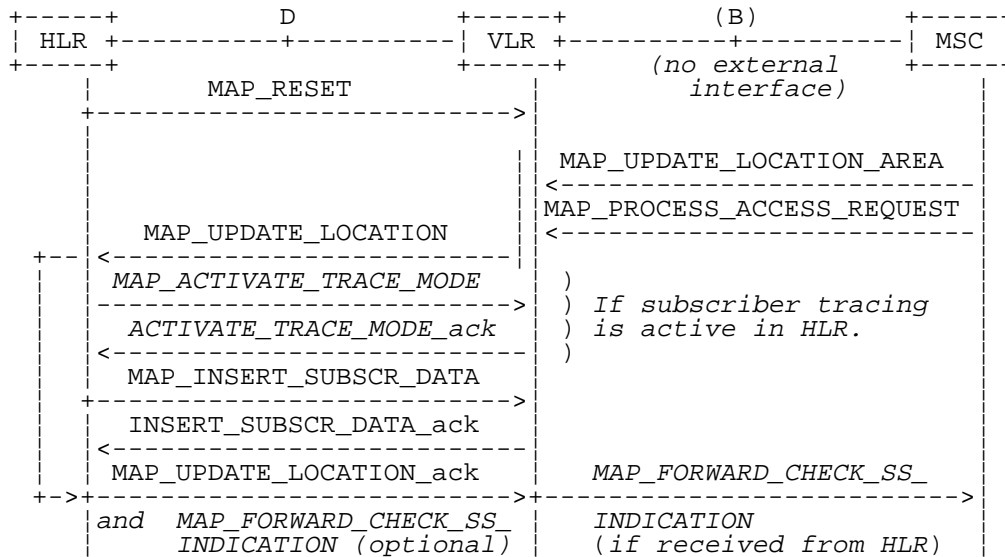 D (B)
HLR VLR MSC
(no external
MAP_RESET interface)
MAP_UPDATE_LOCATION_AREA
MAP_PROCESS_ACCESS_REQUEST
MAP_UPDATE_LOCATION
MAP_ACTIVATE_TRACE_MODE )
) If subscriber tracing
ACTIVATE_TRACE_MODE_ack ) is active in HLR.
)
MAP_INSERT_SUBSCR_DATA
INSERT_SUBSCR_DATA_ack
MAP_UPDATE_LOCATION_ack MAP_FORWARD_CHECK_SS_
and MAP_FORWARD_CHECK_SS_ INDICATION
INDICATION (optional) (if received from HLR)